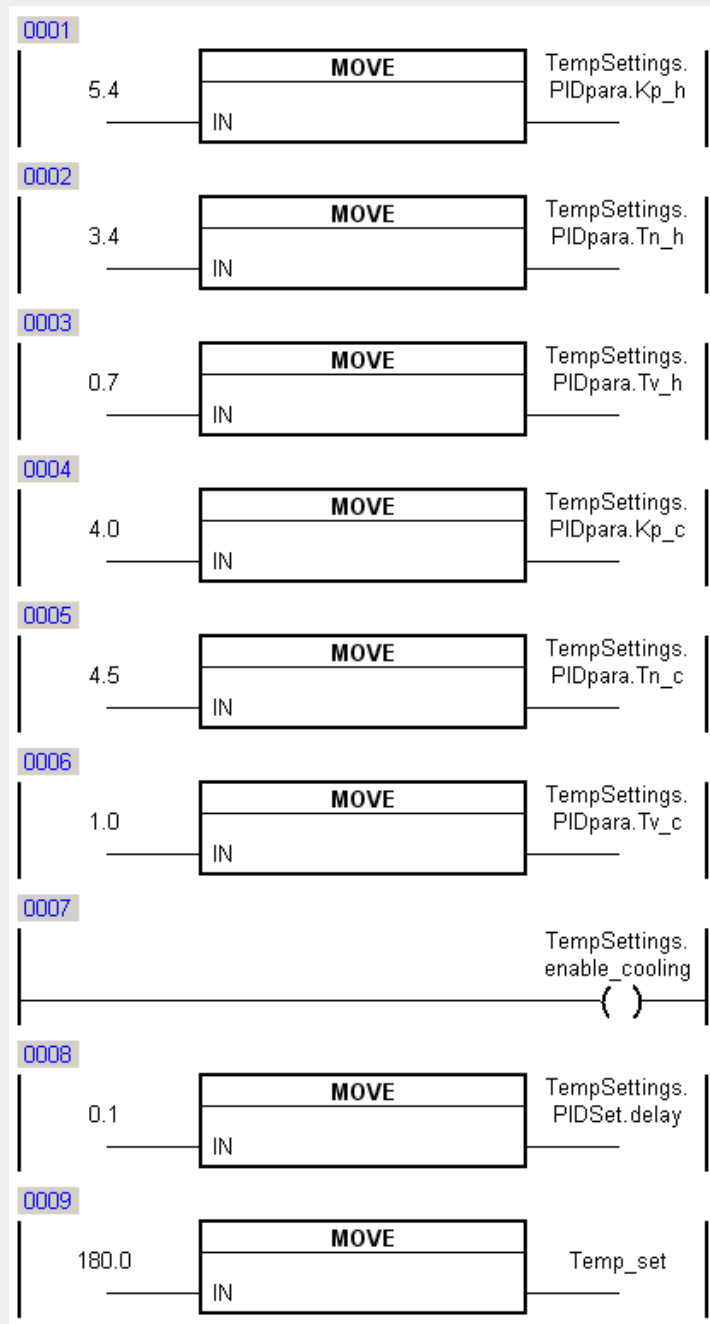 0001
MOVE
TempSettings.
PIDpara.Kp_h
5.4
IN
0002
MOVE
TempSettings.
PIDpara.Tn_h
3.4
IN
0003
MOVE
TempSettings.
PIDpara.Tv_h
0.7
IN
0004
MOVE
TempSettings.
PIDpara.Kp_c
4.0
IN
0005
MOVE
TempSettings.
PIDpara.Tn_c
4.5
IN
0006
MOVE
TempSettings.
PIDpara.Tv_c
1.0
IN
0007
TempSettings.
enable_cooling
( )
0008
MOVE
TempSettings.
PIDSet.delay
0.1
IN
0009
MOVE
180.0
Temp_set
IN